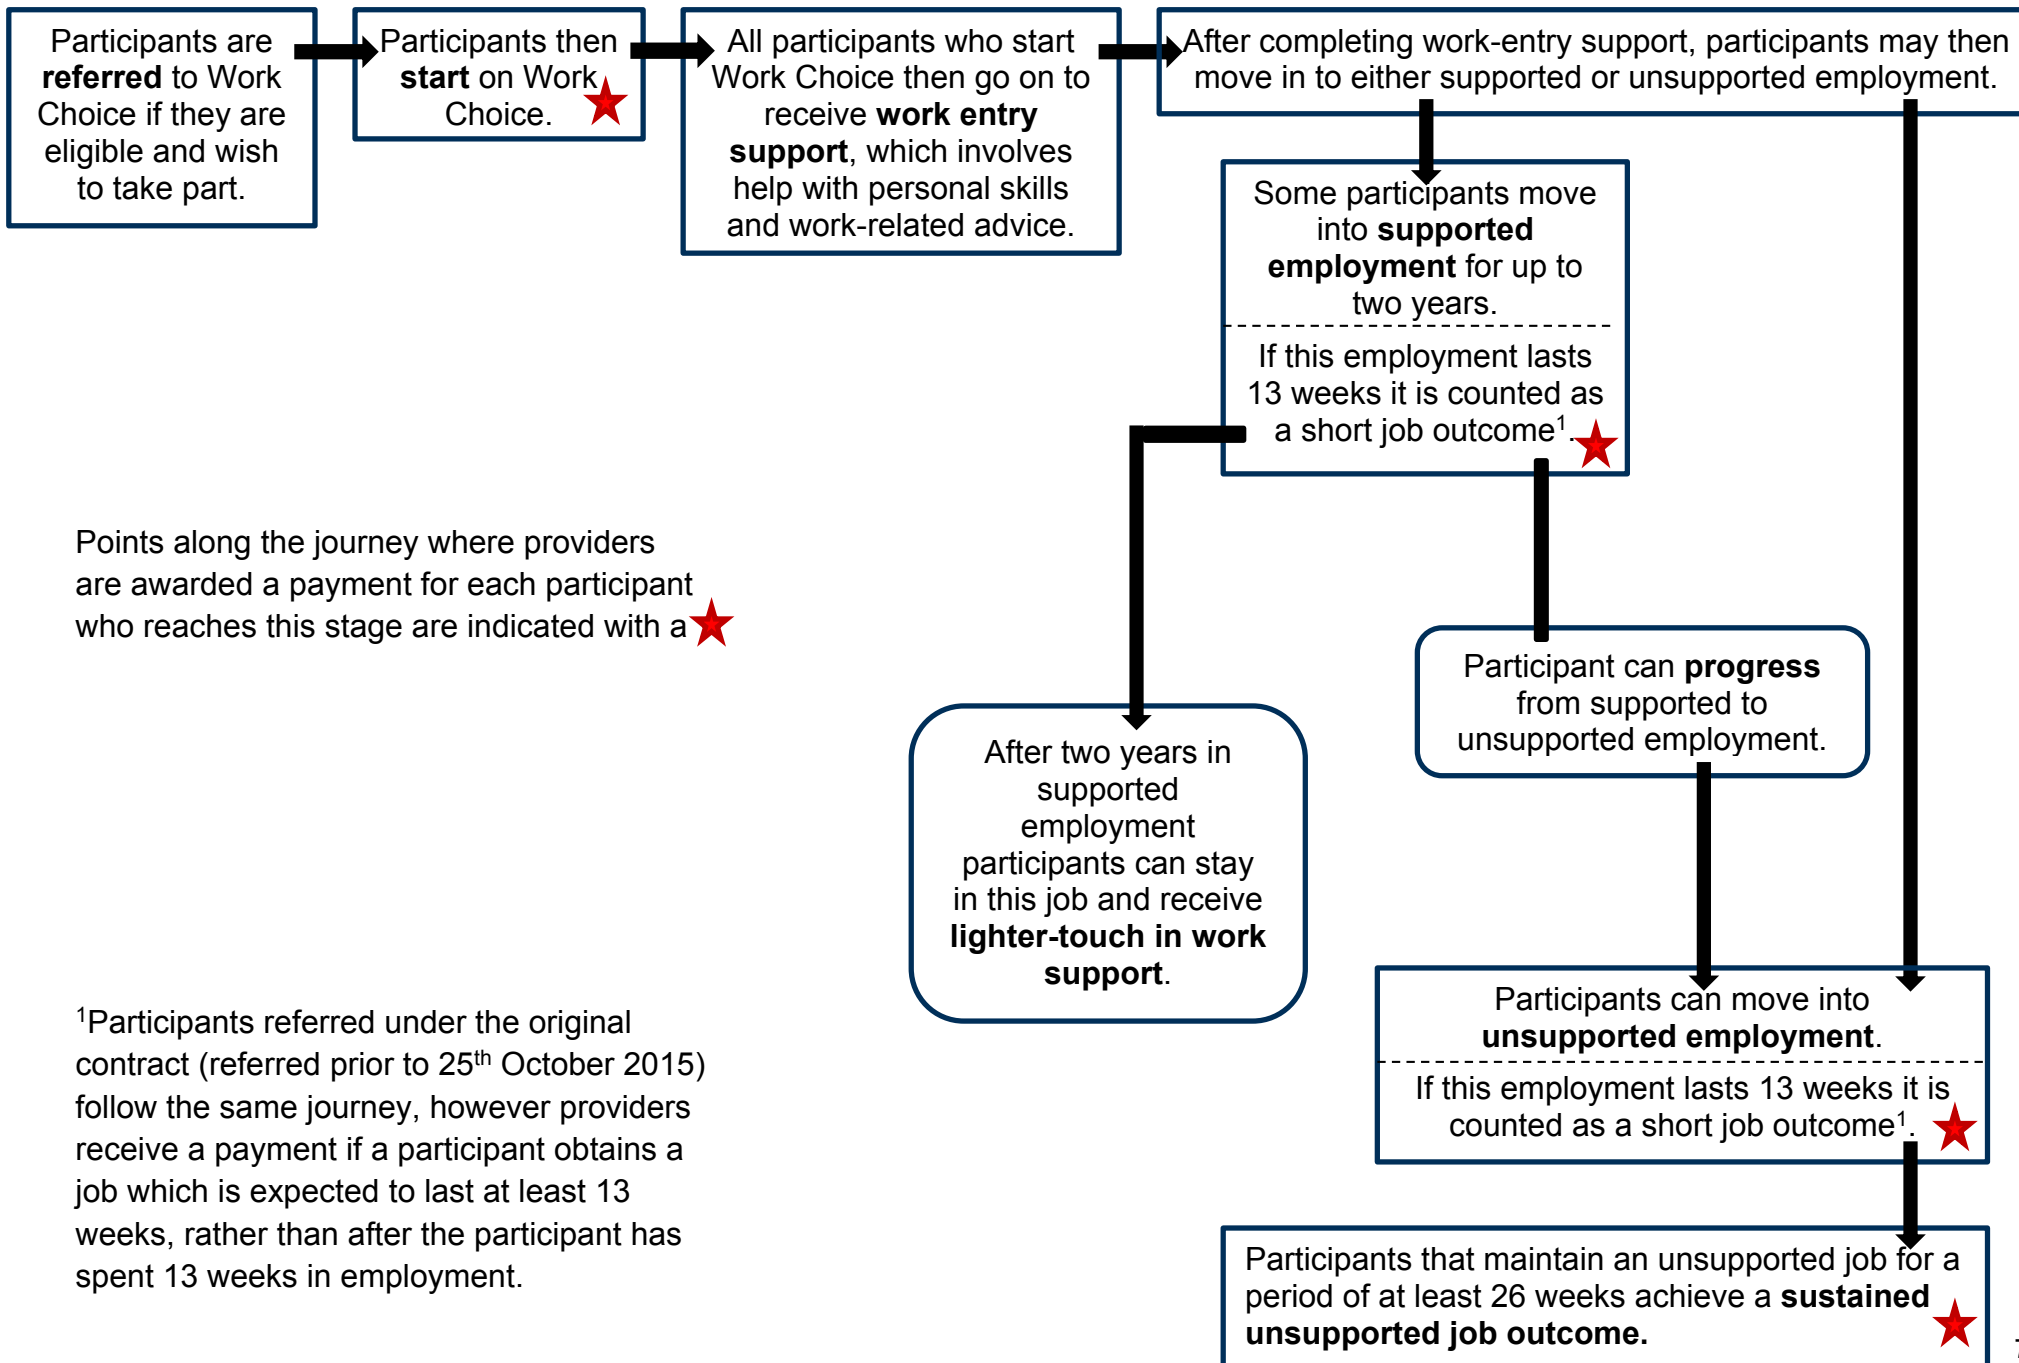 Participants are
referred to Work
Choice if they are
eligible and wish
to take part.
Participants then
start on Work
Choice.
All participants who start
Work Choice then go on to
receive work entry
support, which involves
help with personal skills
and work-related advice.
After completing work-entry support, participants may then
move in to either supported or unsupported employment.
Some participants move
into supported
employment for up to
two years.
If this employment lasts
13 weeks it is counted as
a short job outcome¹.
Points along the journey where providers
are awarded a payment for each participant
who reaches this stage are indicated with a
Participant can progress
from supported to
unsupported employment.
After two years in
supported
employment
participants can stay
in this job and receive
lighter-touch in work
support.
Participants can move into
unsupported employment.
If this employment lasts 13 weeks it is
counted as a short job outcome¹.
¹Participants referred under the original
contract (referred prior to 25th October 2015)
follow the same journey, however providers
receive a payment if a participant obtains a
job which is expected to last at least 13
weeks, rather than after the participant has
spent 13 weeks in employment.
Participants that maintain an unsupported job for a
period of at least 26 weeks achieve a sustained
unsupported job outcome.